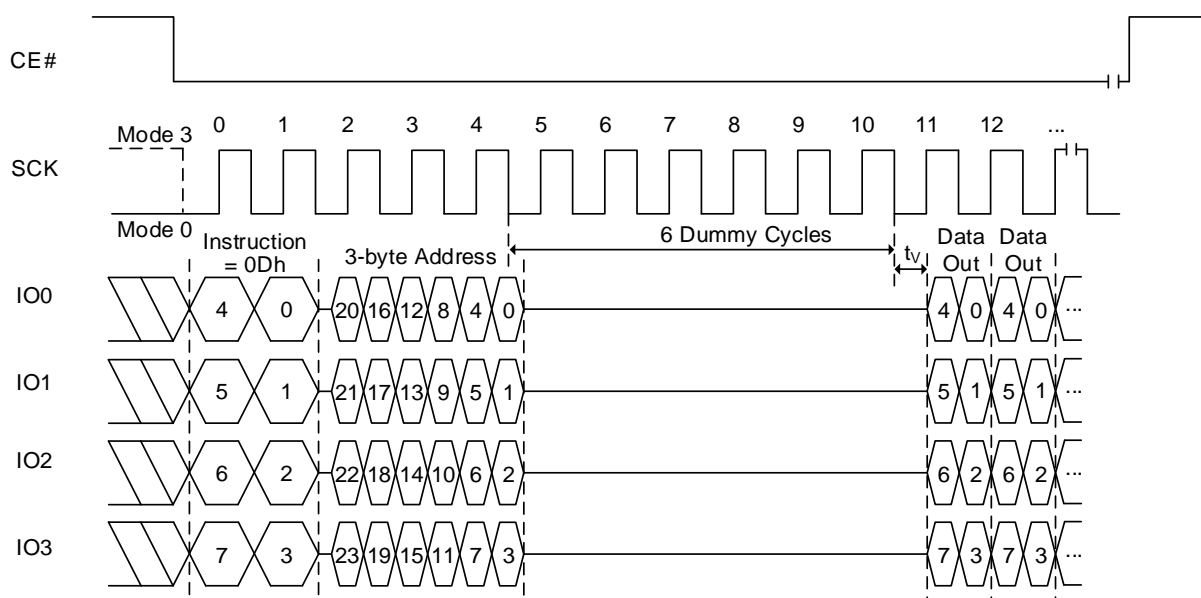 CE#
0 1 2 3 4 5 6 7 8 9 10 11 12 ...
Mode 3
SCK
Mode 0
Instruction
= 0Dh
3-byte Address
6 Dummy Cycles
tV
Data
Out
Data
Out
IO0 4 0 20 16 12 8 4 0 4 0 4 0 ...
IO1 5 1 21 17 13 9 5 1 5 1 5 1 ...
IO2 6 2 22 18 14 10 6 2 6 2 6 2 ...
IO3 7 3 23 19 15 11 7 3 7 3 7 3 ...